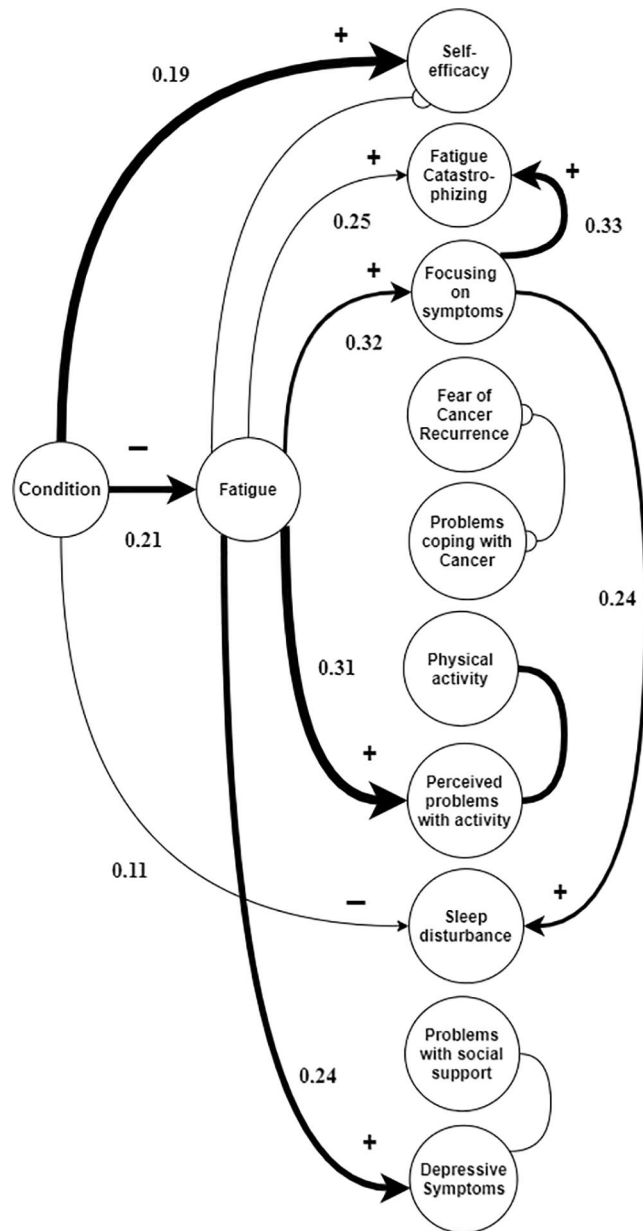 +
Self-
efficacy
0.19
+
Fatigue
Catastro-
phizing
+
0.25
0.33
+
Focusing
on
symptoms
0.32
Fear of
Cancer
Recurrence
−
Condition
Fatigue
0.21
Problems
coping with
Cancer
0.24
Physical
activity
0.31
+
Perceived
problems
with activity
0.11
−
+
Sleep
disturbance
Problems
with social
support
0.24
+
Depressive
Symptoms